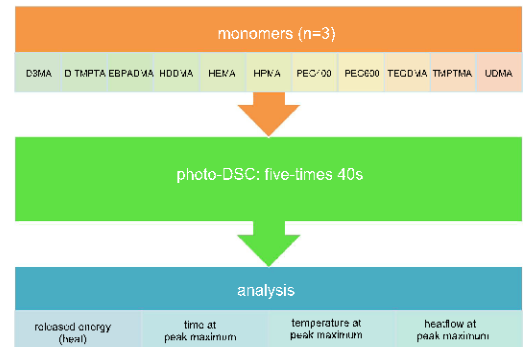 monomers (n=3)
D3MA D TMPTA EBPADMA HDDMA HEMA HPMA PEG400 PEG600 TEGDMA TMPTMA UDMA
photo-DSC: five-times 40s
analysis
released energy (heat)
time at peak maximum
temperature at peak maximum
heatflow at peak maximum